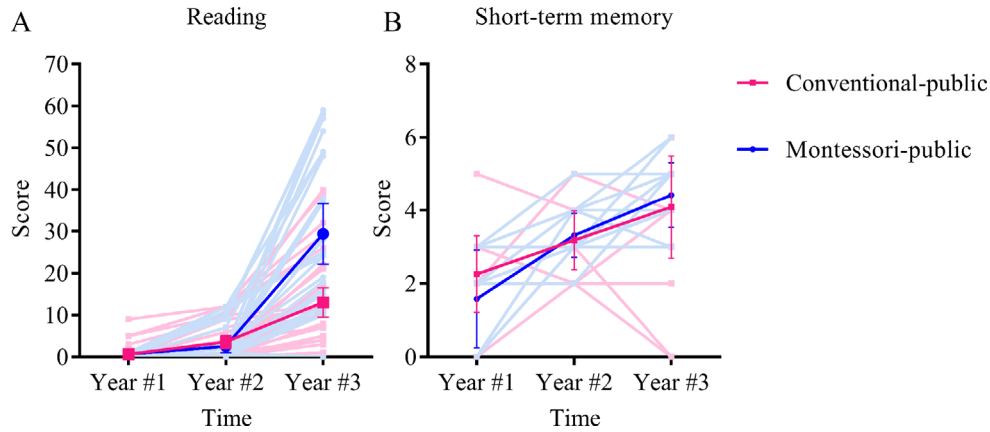 A
Reading
Score
70
60
50
40
30
20
10
0
Year #1 Year #2 Year #3
Time
B
Short-term memory
Score
8
6
4
2
0
Year #1 Year #2 Year #3
Time
Conventional-public
Montessori-public